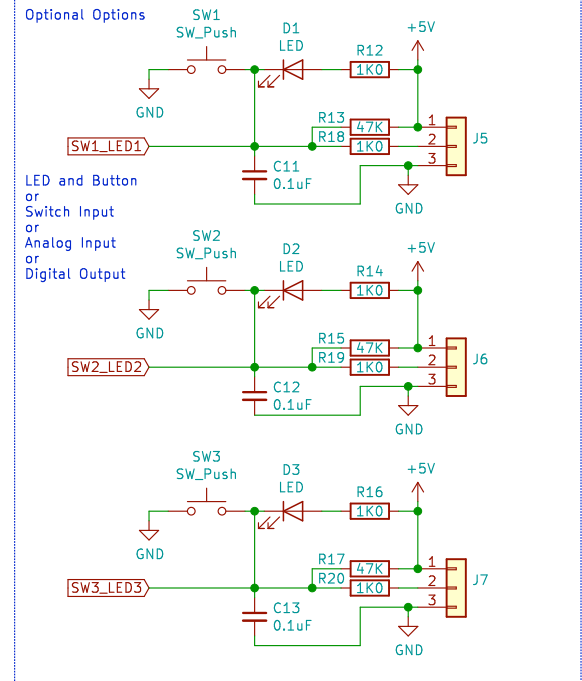 Optional Options
SW1
SW_Push
D1
LED
R12
1K0
+5V
GND
R13
47K
R18
1K0
1
2
3
J5
SW1_LED1
C11
0.1uF
GND
LED and Button
or
Switch Input
or
Analog Input
or
Digital Output
SW2
SW_Push
D2
LED
R14
1K0
+5V
GND
R15
47K
R19
1K0
1
2
3
J6
SW2_LED2
C12
0.1uF
GND
SW3
SW_Push
D3
LED
R16
1K0
+5V
GND
R17
47K
R20
1K0
1
2
3
J7
SW3_LED3
C13
0.1uF
GND